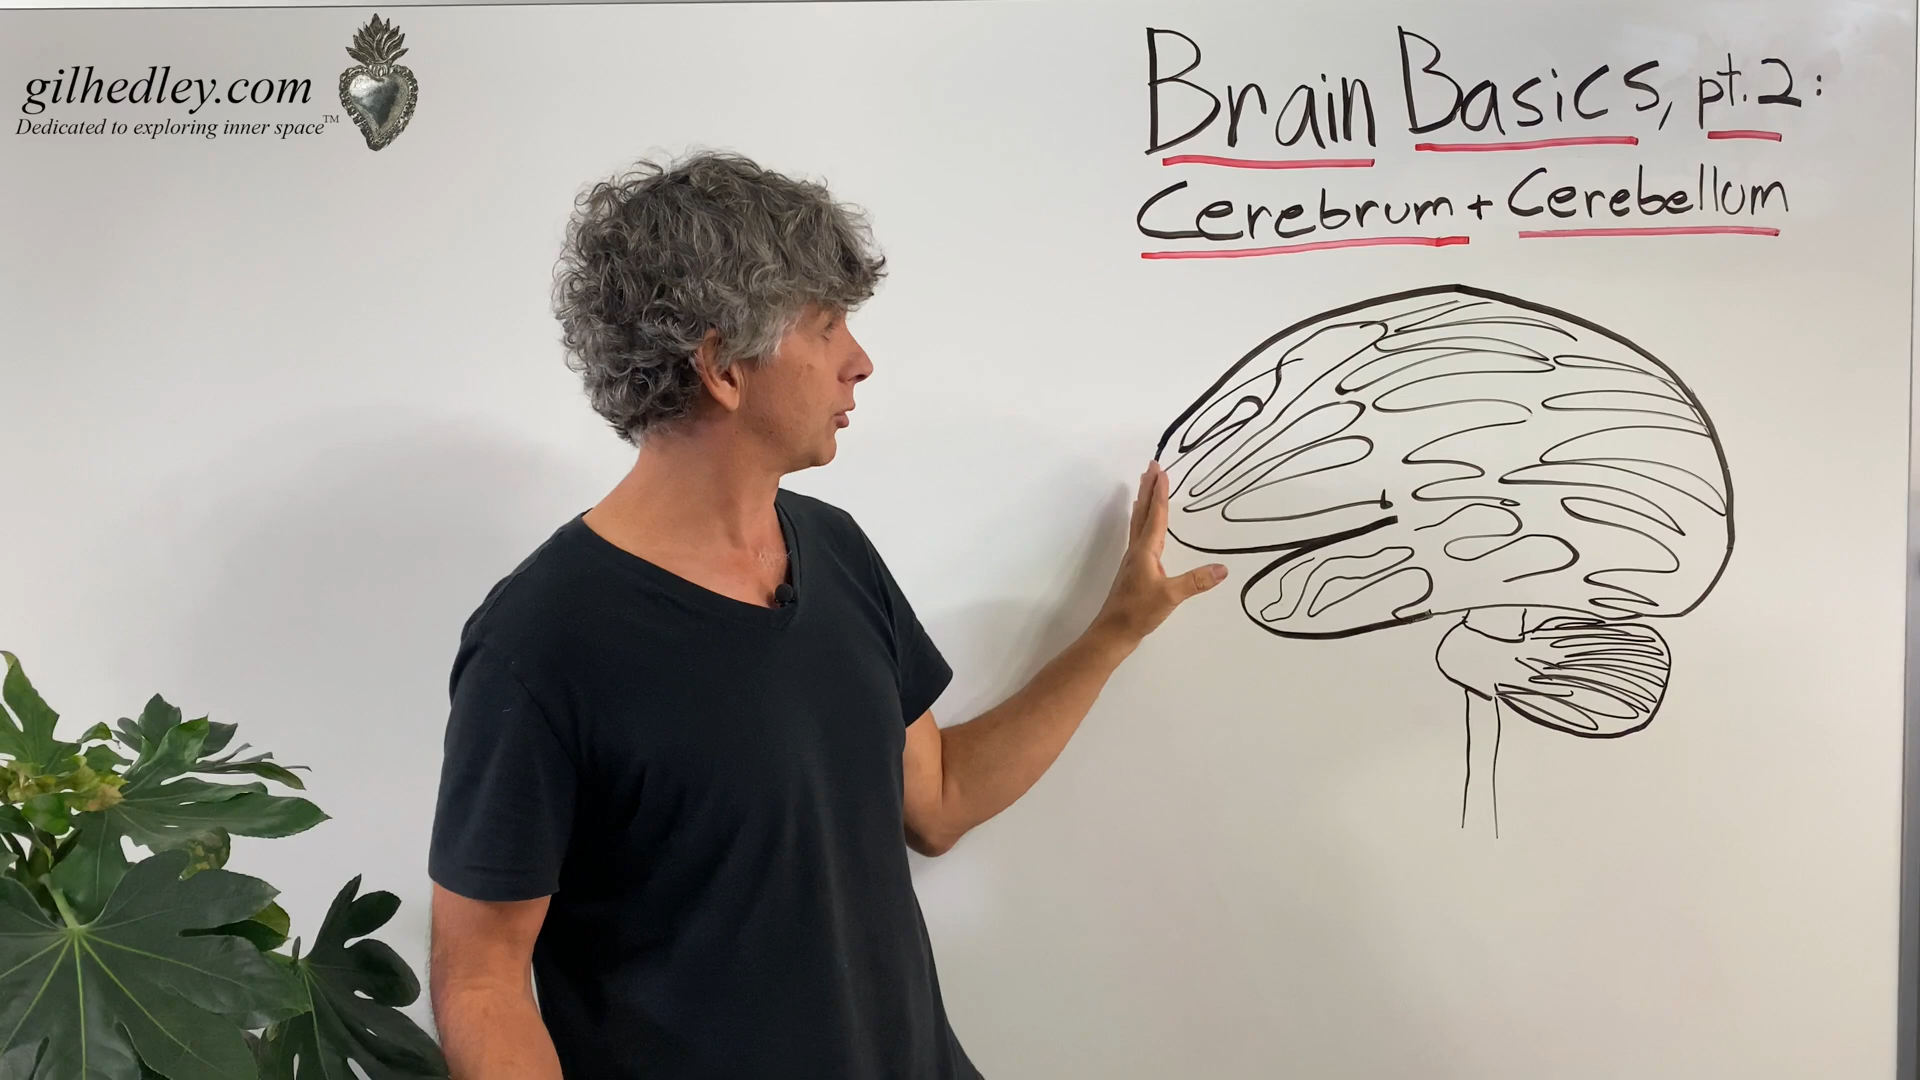 gilhedley.com
Dedicated to exploring inner space™
Brain Basics, pt. 2:
Cerebrum + Cerebellum